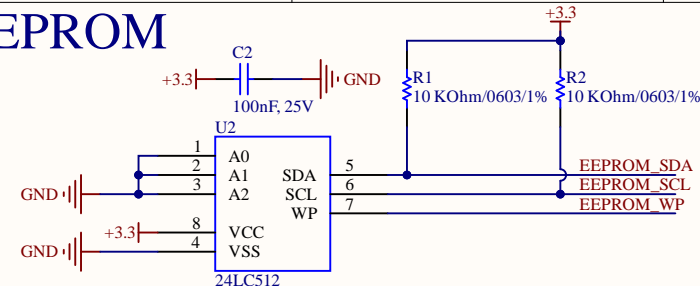 EPROM
+3.3
C2
+3.3
GND
100nF, 25V
R1
10 KOhm/0603/1%
R2
10 KOhm/0603/1%
U2
1
A0
2
A1
3
A2
GND
SDA
5
EEPROM_SDA
SCL
6
EEPROM_SCL
WP
7
EEPROM_WP
+3.3
8
VCC
GND
4
VSS
24LC512